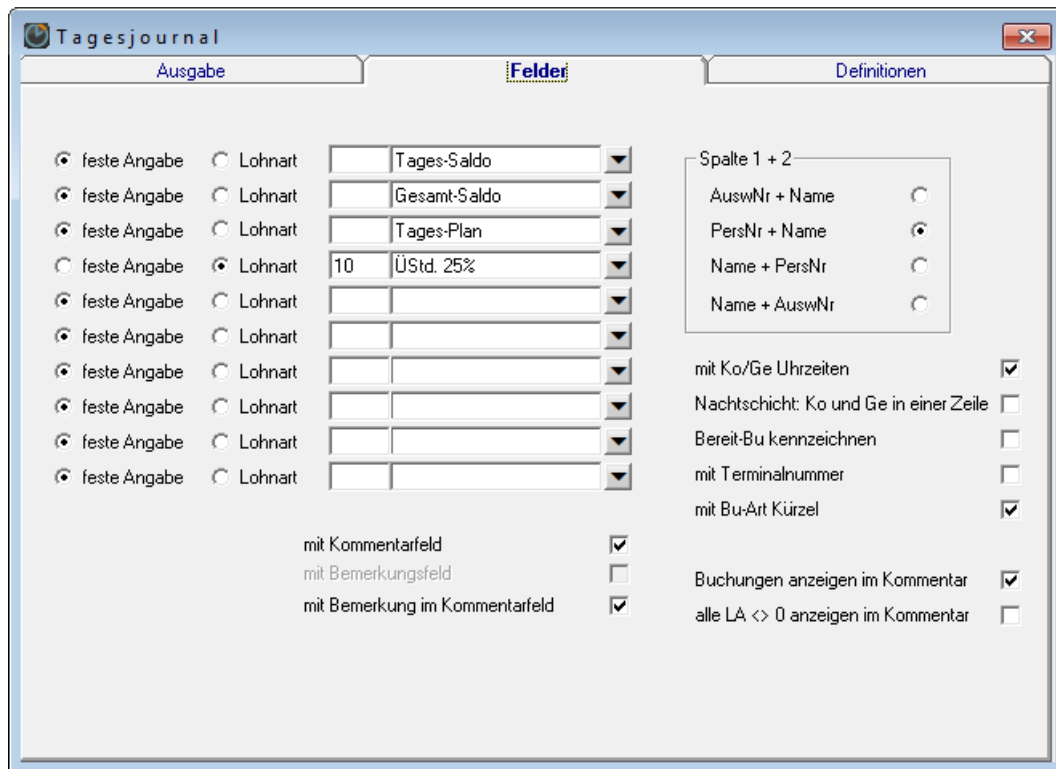 Tagesjournal
Ausgabe
Felder
Definitionen
feste Angabe Lohnart Tages-Saldo
feste Angabe Lohnart Gesamt-Saldo
feste Angabe Lohnart Tages-Plan
feste Angabe Lohnart 10 ÜStd. 25%
feste Angabe Lohnart
feste Angabe Lohnart
feste Angabe Lohnart
feste Angabe Lohnart
feste Angabe Lohnart
feste Angabe Lohnart
mit Kommentarfeld
mit Bemerkungsfeld
mit Bemerkung im Kommentarfeld
Spalte 1 + 2
AuswNr + Name
PersNr + Name
Name + PersNr
Name + AuswNr
mit Ko/Ge Uhrzeiten
Nachtschicht: Ko und Ge in einer Zeile
Bereit-Bu kennzeichnen
mit Terminalnummer
mit Bu-Art Kürzel
Buchungen anzeigen im Kommentar
alle LA <> 0 anzeigen im Kommentar